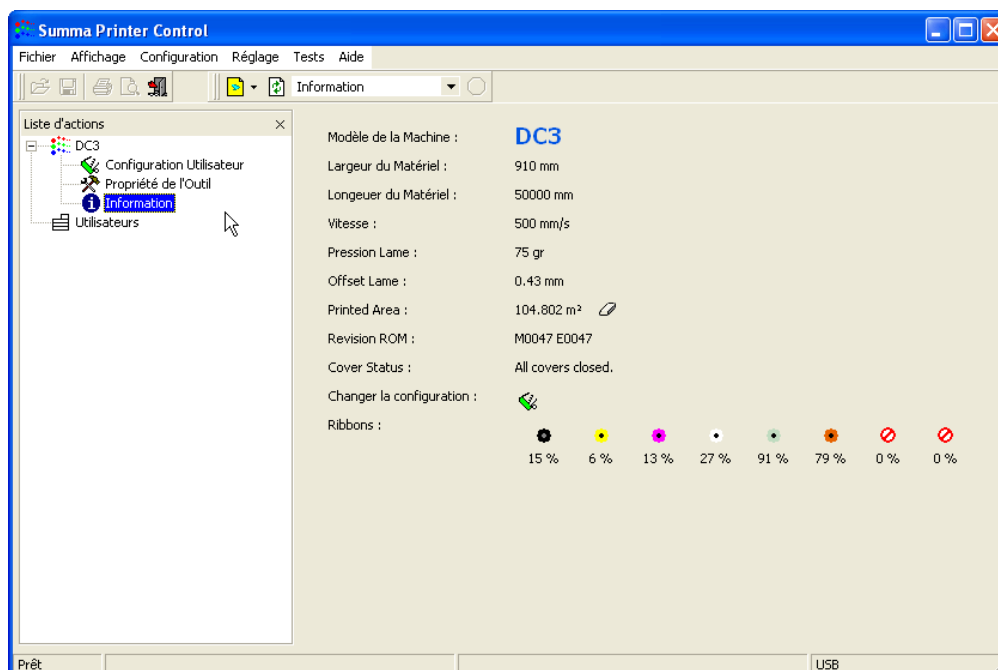 Summa Printer Control
Fichier Affichage Configuration Réglage Tests Aide
Information
Liste d'actions
DC3
Configuration Utilisateur
Propriété de l'Outil
Information
Utilisateurs
Modèle de la Machine : DC3
Largeur du Matériel : 910 mm
Longeuer du Matériel : 50000 mm
Vitesse : 500 mm/s
Pression Lame : 75 gr
Offset Lame : 0.43 mm
Printed Area : 104.802 m²
Revision ROM : M0047 E0047
Cover Status : All covers closed.
Changer la configuration :
Ribbons :
15 % 6 % 13 % 27 % 91 % 79 % 0 % 0 %
Prêt USB